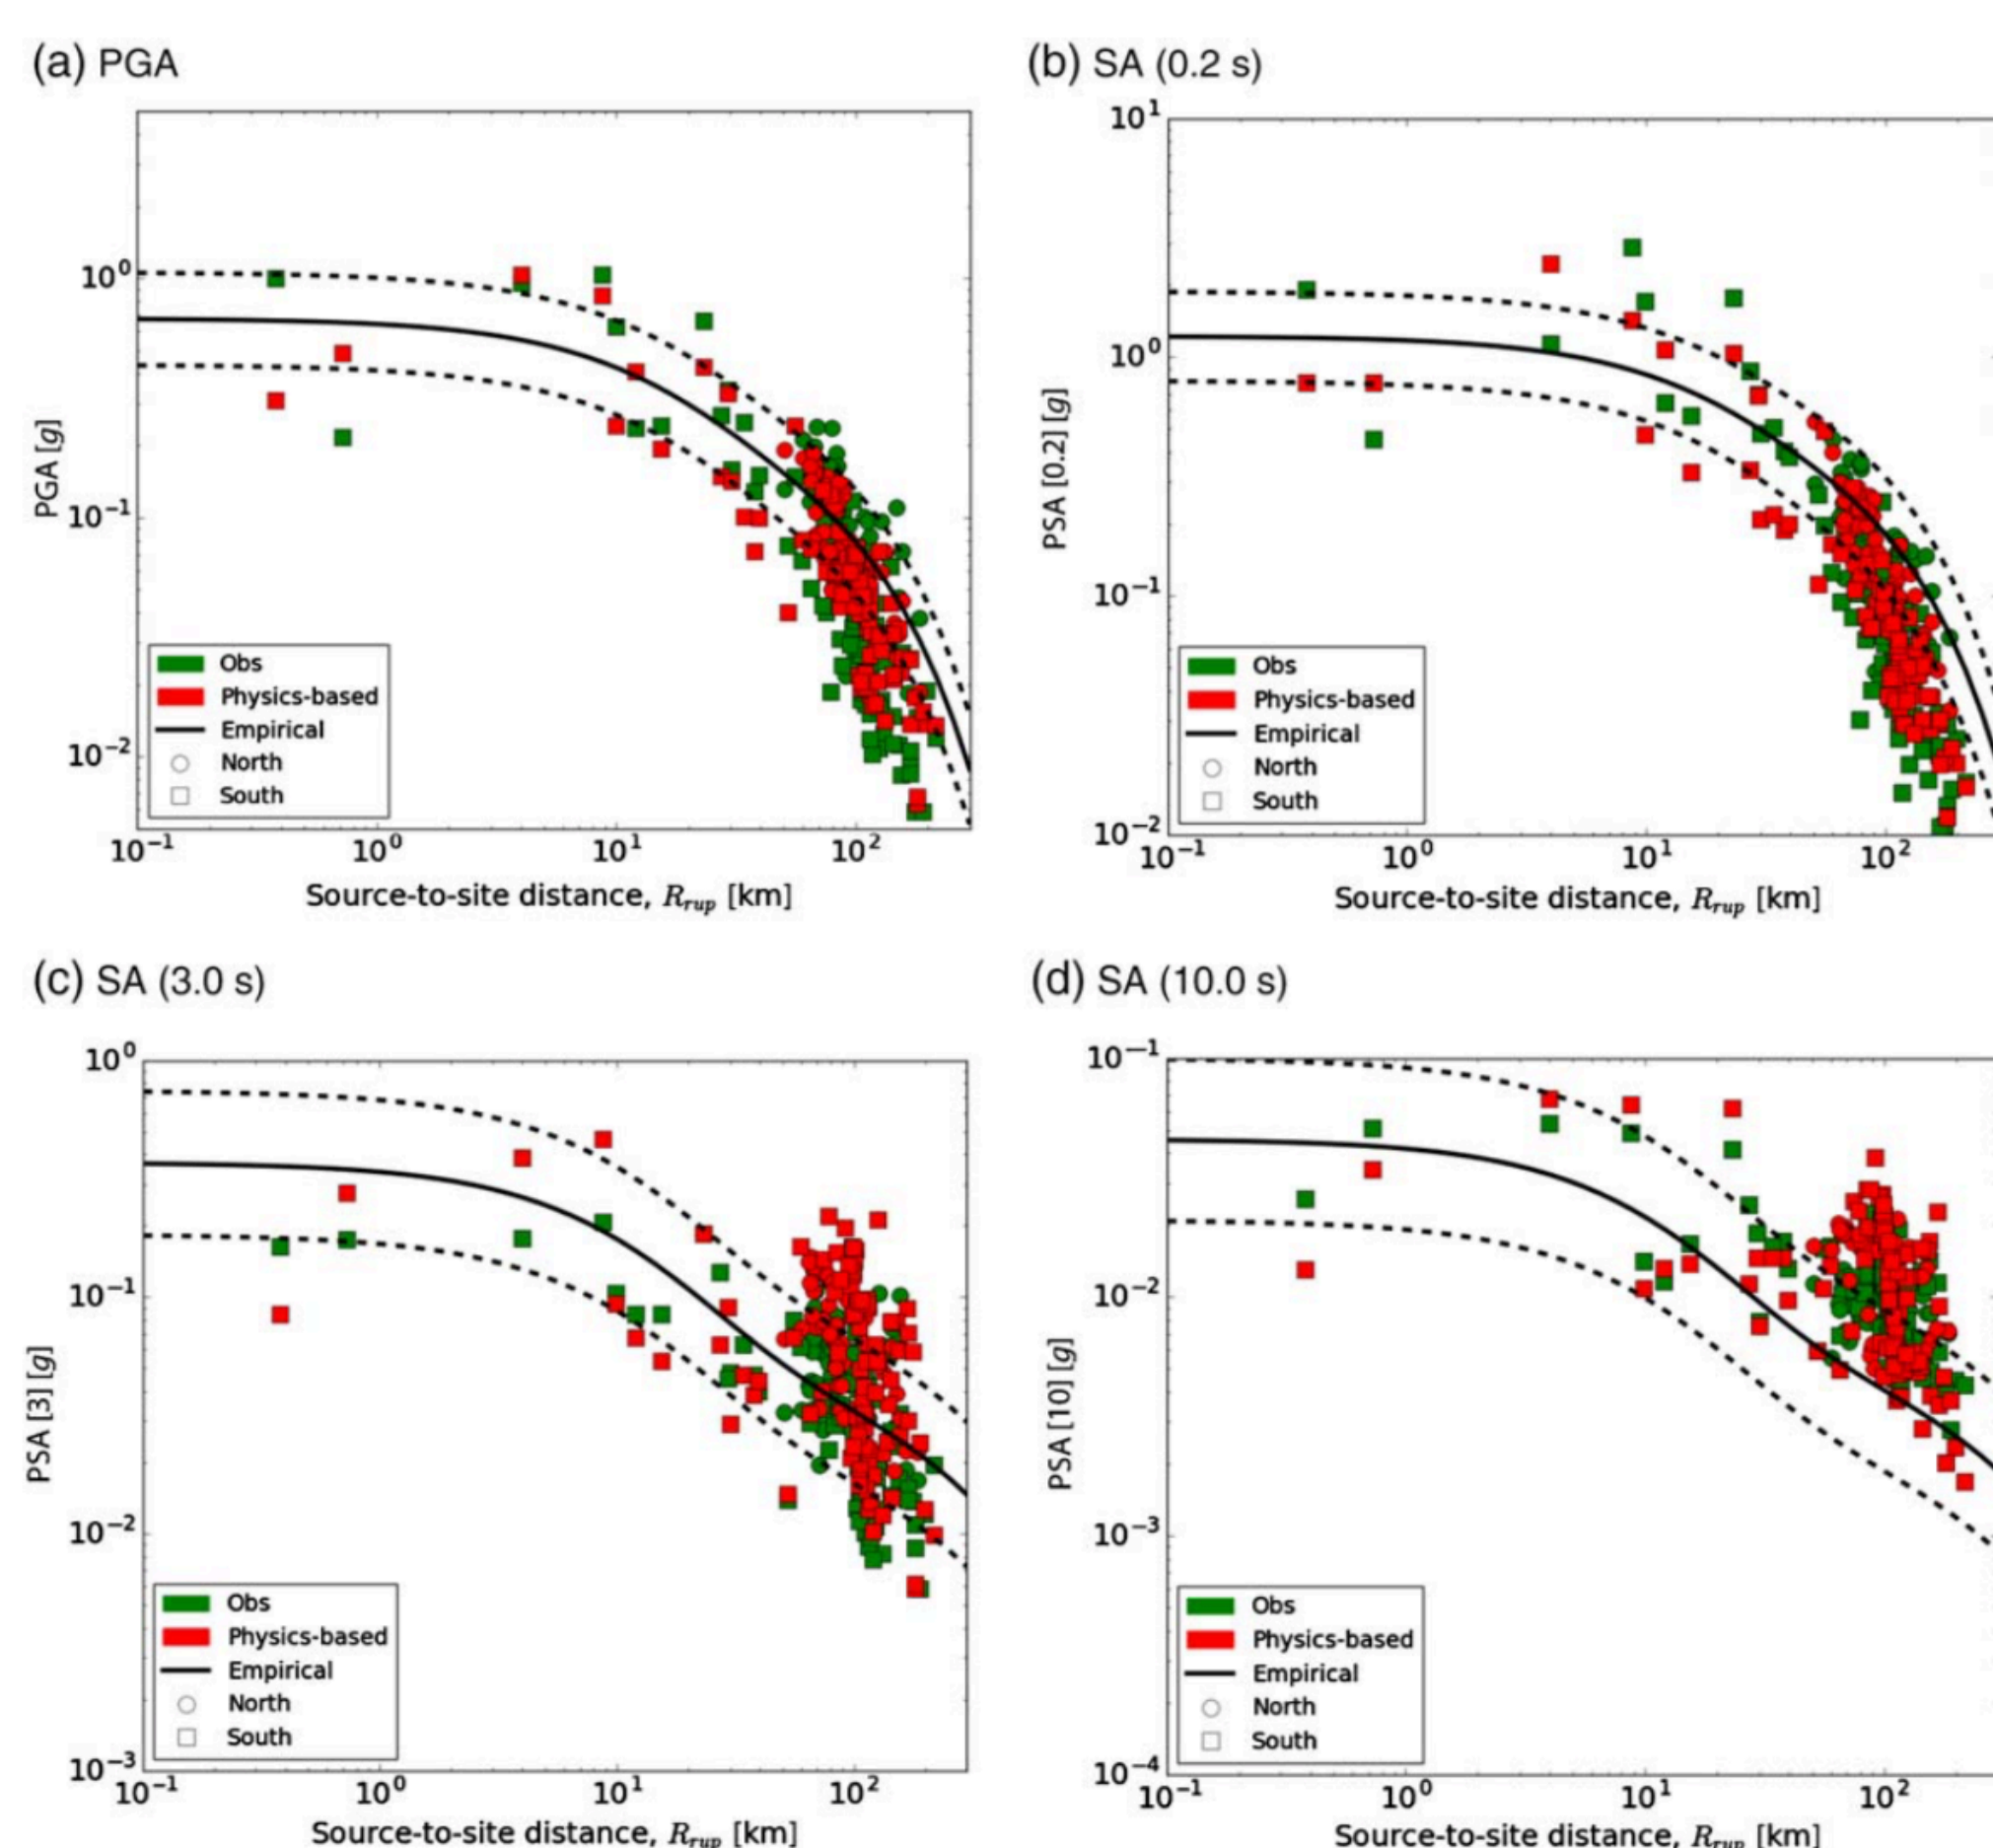 (a) PGA
PGA [g]
10⁰
10⁻¹
10⁻²
Obs
Physics-based
Empirical
North
South
10⁻¹ 10⁰ 10¹ 10²
Source-to-site distance, Rrup [km]
(b) SA (0.2 s)
PSA [0.2] [g]
10¹
10⁰
10⁻¹
10⁻²
Obs
Physics-based
Empirical
North
South
10⁻¹ 10⁰ 10¹ 10²
Source-to-site distance, Rrup [km]
(c) SA (3.0 s)
PSA [3] [g]
10⁰
10⁻¹
10⁻²
10⁻³
Obs
Physics-based
Empirical
North
South
10⁻¹ 10⁰ 10¹ 10²
Source-to-site distance, Rrup [km]
(d) SA (10.0 s)
PSA [10] [g]
10⁻¹
10⁻²
10⁻³
10⁻⁴
Obs
Physics-based
Empirical
North
South
10⁻¹ 10⁰ 10¹ 10²
Source-to-site distance, Rrup [km]